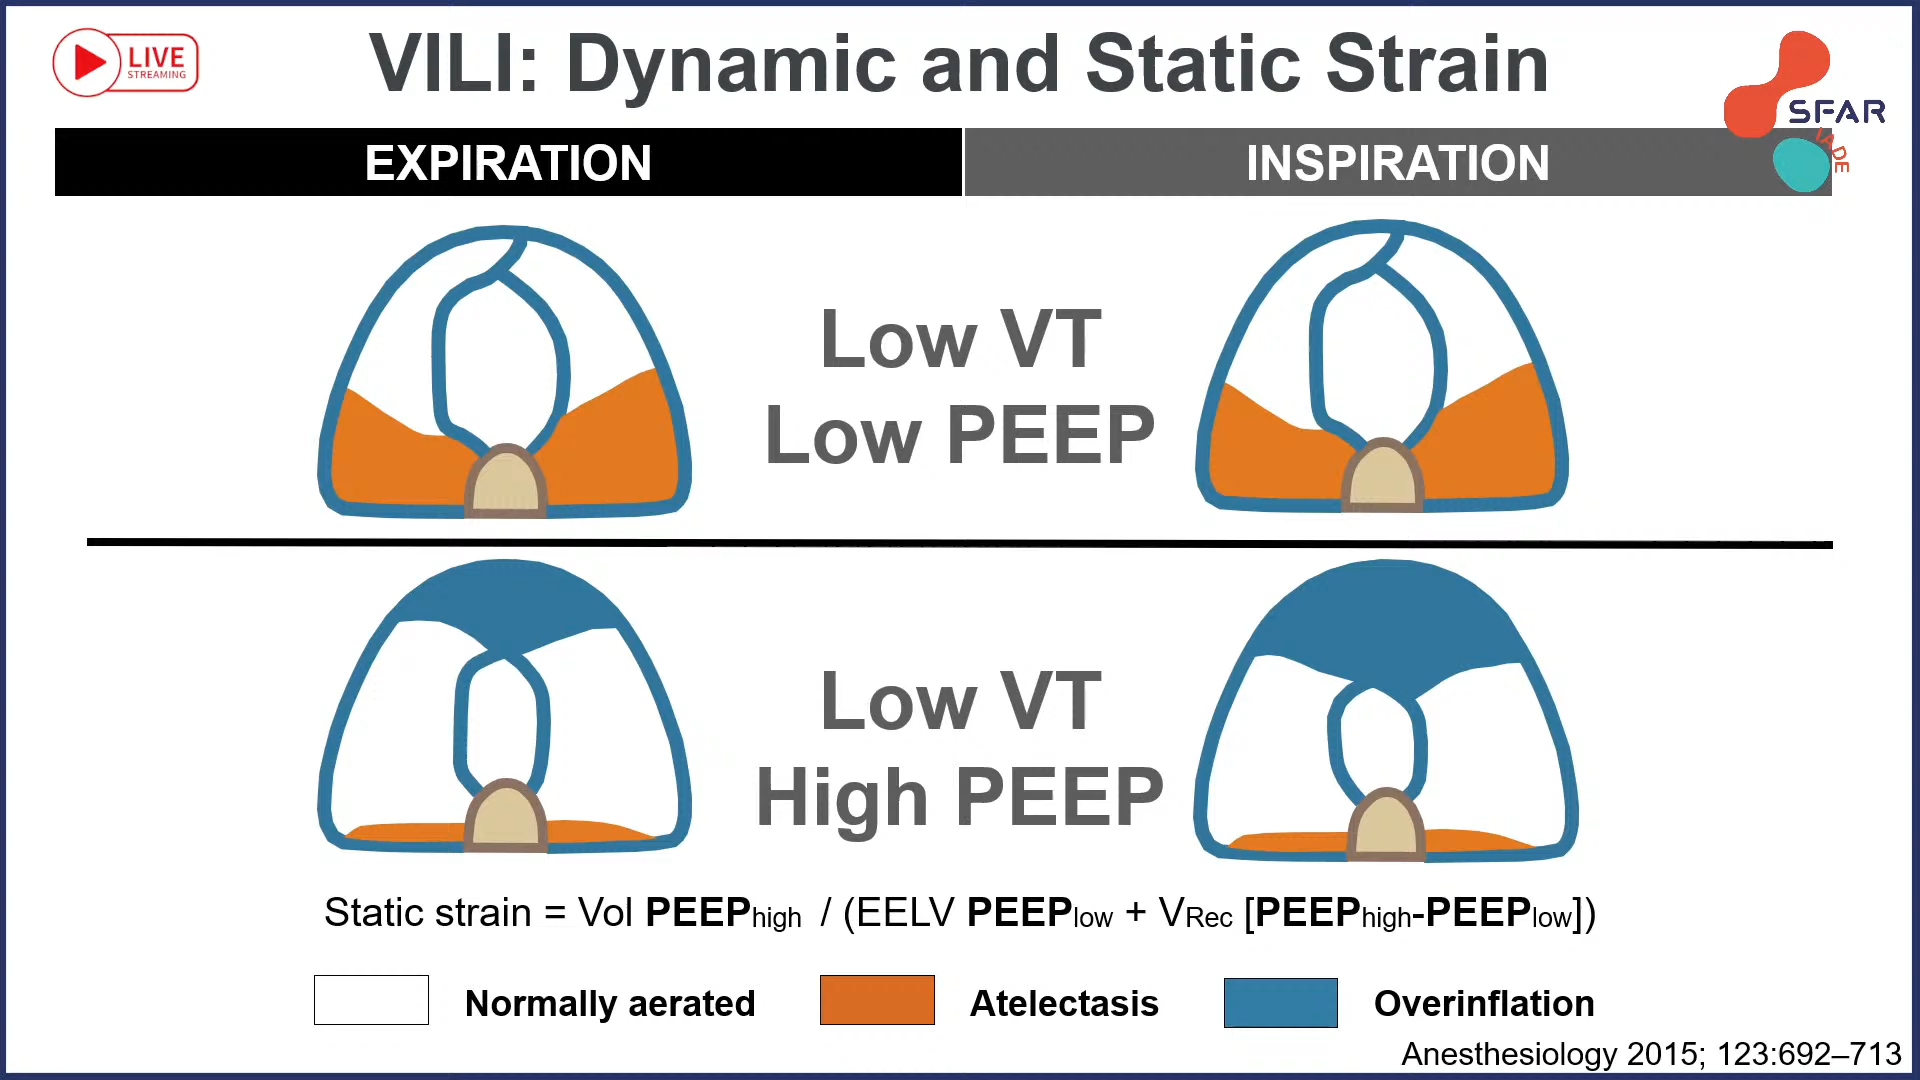 VILI: Dynamic and Static Strain
LIVE
STREAMING
SFAR
IADE
EXPIRATION
INSPIRATION
Low VT
Low PEEP
Low VT
High PEEP
Static strain = Vol PEEPhigh / (EELV PEEPlow + VRec [PEEPhigh-PEEPlow])
Normally aerated
Atelectasis
Overinflation
Anesthesiology 2015; 123:692–713